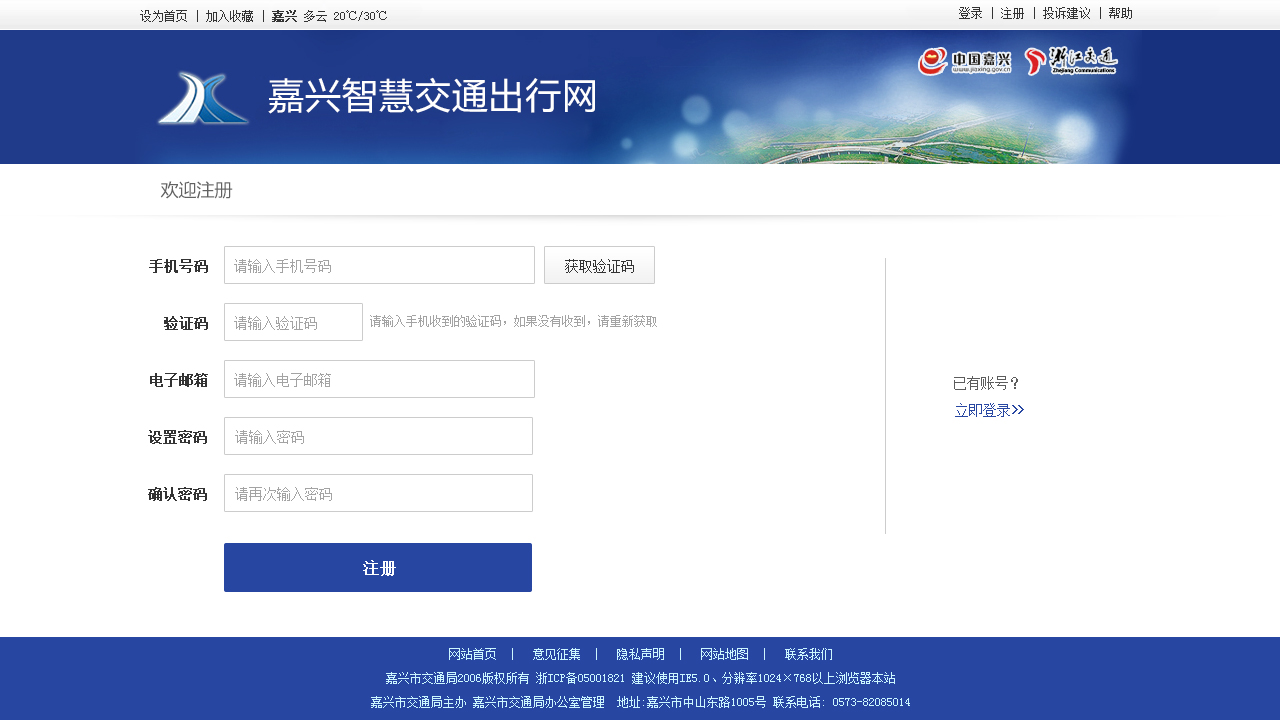 设为首页 | 加入收藏 | 嘉兴 多云 20℃/30℃
登录 | 注册 | 投诉建议 | 帮助
中国嘉兴
www.jiaxing.gov.cn
浙江交通
Zhejiang Communications
嘉兴智慧交通出行网
欢迎注册
手机号码 请输入手机号码 获取验证码
验证码 请输入验证码 请输入手机收到的验证码，如果没有收到，请重新获取
电子邮箱 请输入电子邮箱
已有账号？
立即登录>>
设置密码 请输入密码
确认密码 请再次输入密码
注册
网站首页 | 意见征集 | 隐私声明 | 网站地图 | 联系我们
嘉兴市交通局2006版权所有 浙ICP备05001821 建议使用IE5.0、分辨率1024×768以上浏览器本站
嘉兴市交通局主办 嘉兴市交通局办公室管理 地址:嘉兴市中山东路1005号 联系电话: 0573-82085014